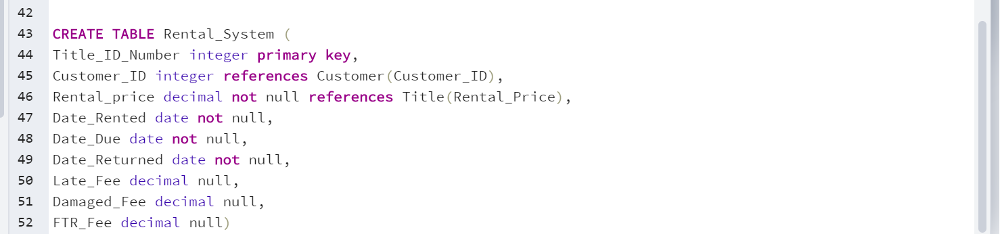 42
43 CREATE TABLE Rental_System (
44 Title_ID_Number integer primary key,
45 Customer_ID integer references Customer(Customer_ID),
46 Rental_price decimal not null references Title(Rental_Price),
47 Date_Rented date not null,
48 Date_Due date not null,
49 Date_Returned date not null,
50 Late_Fee decimal null,
51 Damaged_Fee decimal null,
52 FTR_Fee decimal null)